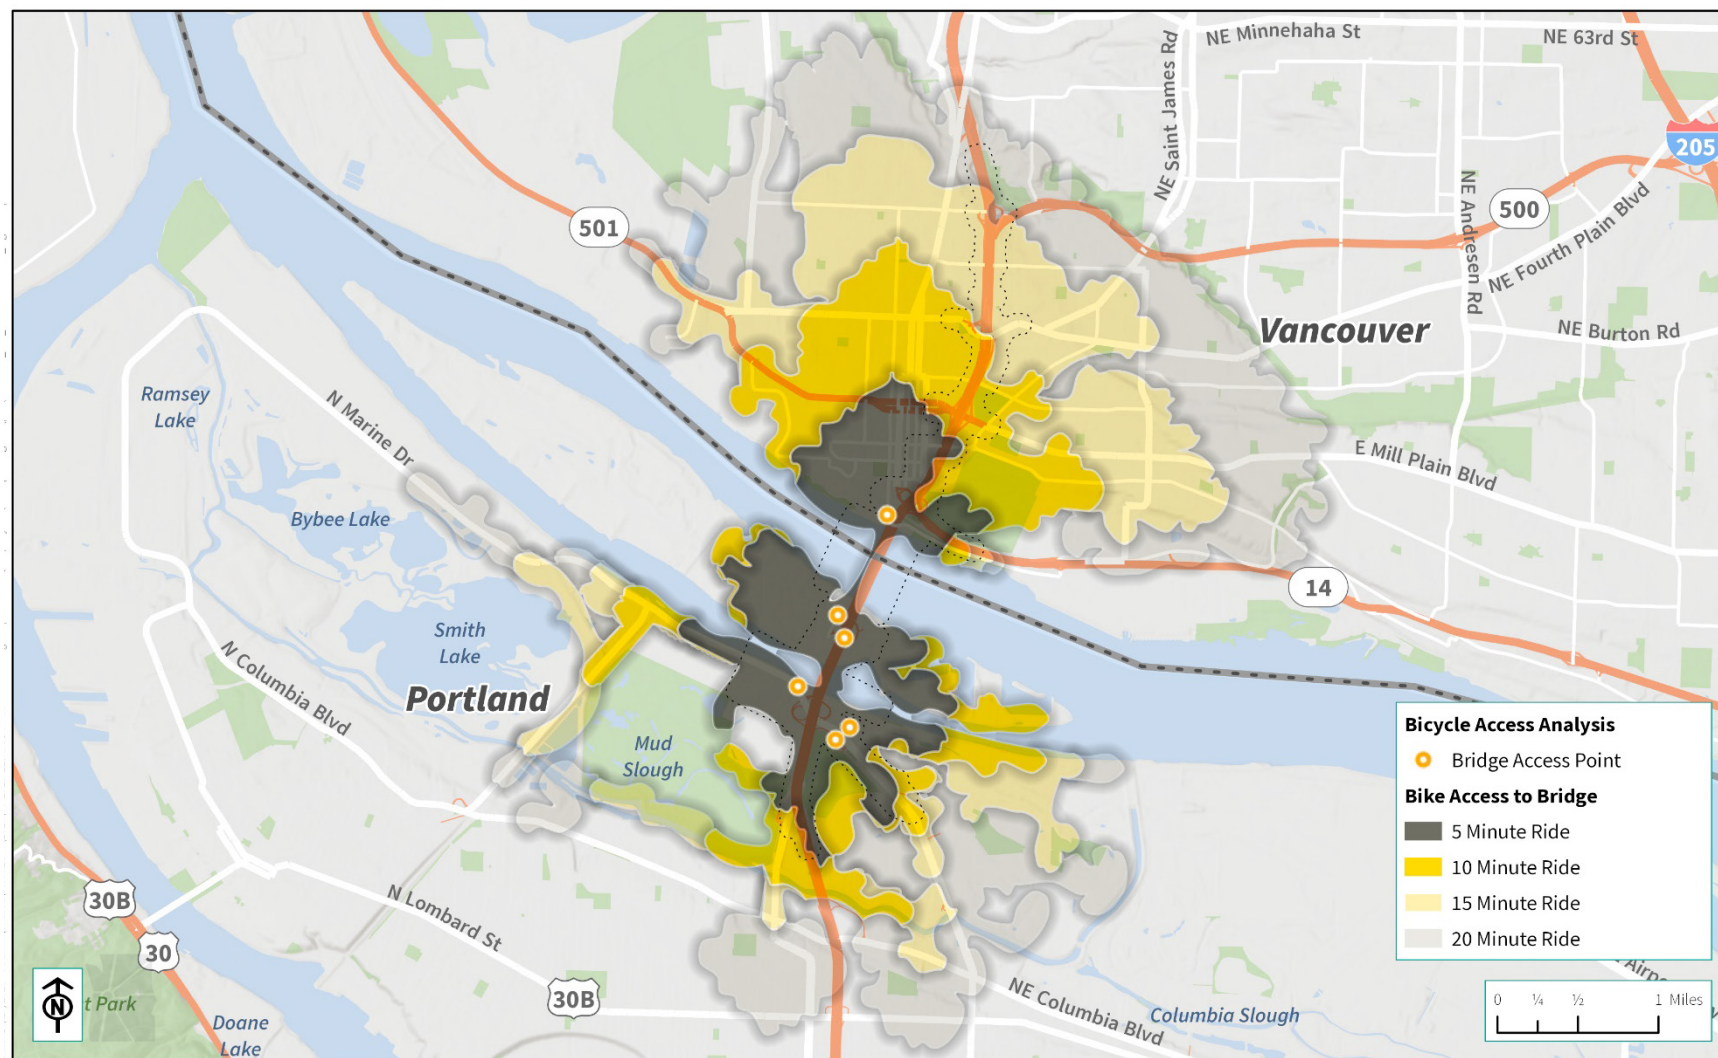 NE Minnehaha St
NE 63rd St
NE Saint James Rd
205
501
500
NE Andresen Rd
NE Fourth Plain Blvd
Vancouver
NE Burton Rd
Ramsey
Lake
N Marine Dr
E Mill Plain Blvd
Bybee Lake
14
Smith
Lake
N Columbia Blvd
Portland
Mud
Slough
Bicycle Access Analysis
Bridge Access Point
Bike Access to Bridge
5 Minute Ride
10 Minute Ride
15 Minute Ride
20 Minute Ride
30B
N Lombard St
30
30B
NE Columbia Blvd
Columbia Slough
N
t Park
Doane
Lake
0 ¼ ½ 1 Miles